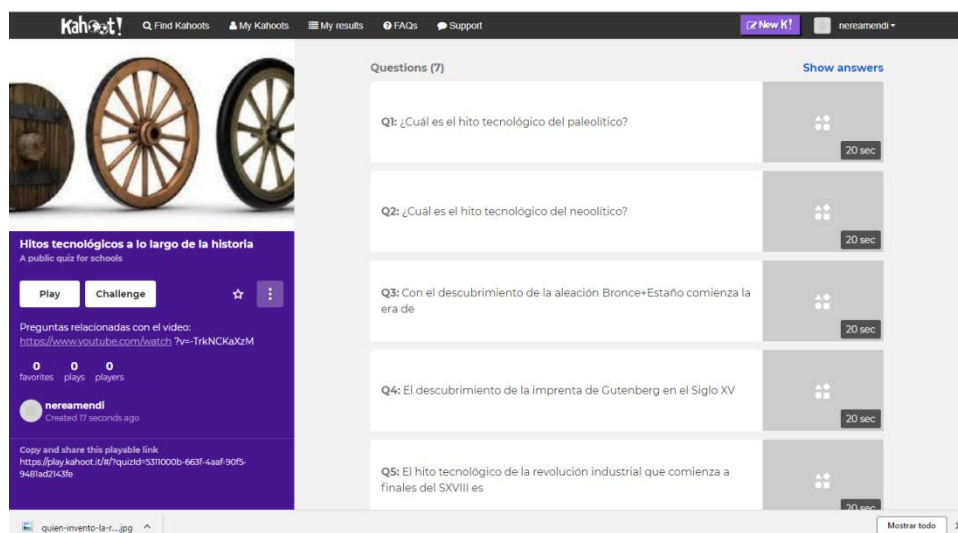 Kahoot!
Find Kahoots
My Kahoots
My results
FAQs
Support
New K!
nereamendi
Hitos tecnológicos a lo largo de la historia
A public quiz for schools
Play
Challenge
Preguntas relacionadas con el video:
https://www.youtube.com/watch ?v=-TrkNCKaXzM
0 0 0
favorites plays players
nereamendi
Created 17 seconds ago
Copy and share this playable link
https://play.kahoot.it/#/?quizId=5311000b-663f-4aaf-90f5-
9481ad2143fe
Questions (7)
Show answers
Q1: ¿Cuál es el hito tecnológico del paleolítico?
20 sec
Q2: ¿Cuál es el hito tecnológico del neolítico?
20 sec
Q3: Con el descubrimiento de la aleación Bronce+Estaño comienza la
era de
20 sec
Q4: El descubrimiento de la imprenta de Gutenberg en el Siglo XV
20 sec
Q5: El hito tecnológico de la revolución industrial que comienza a
finales del SXVIII es
20 sec
quien-invento-la-r....jpg
Mostrar todo